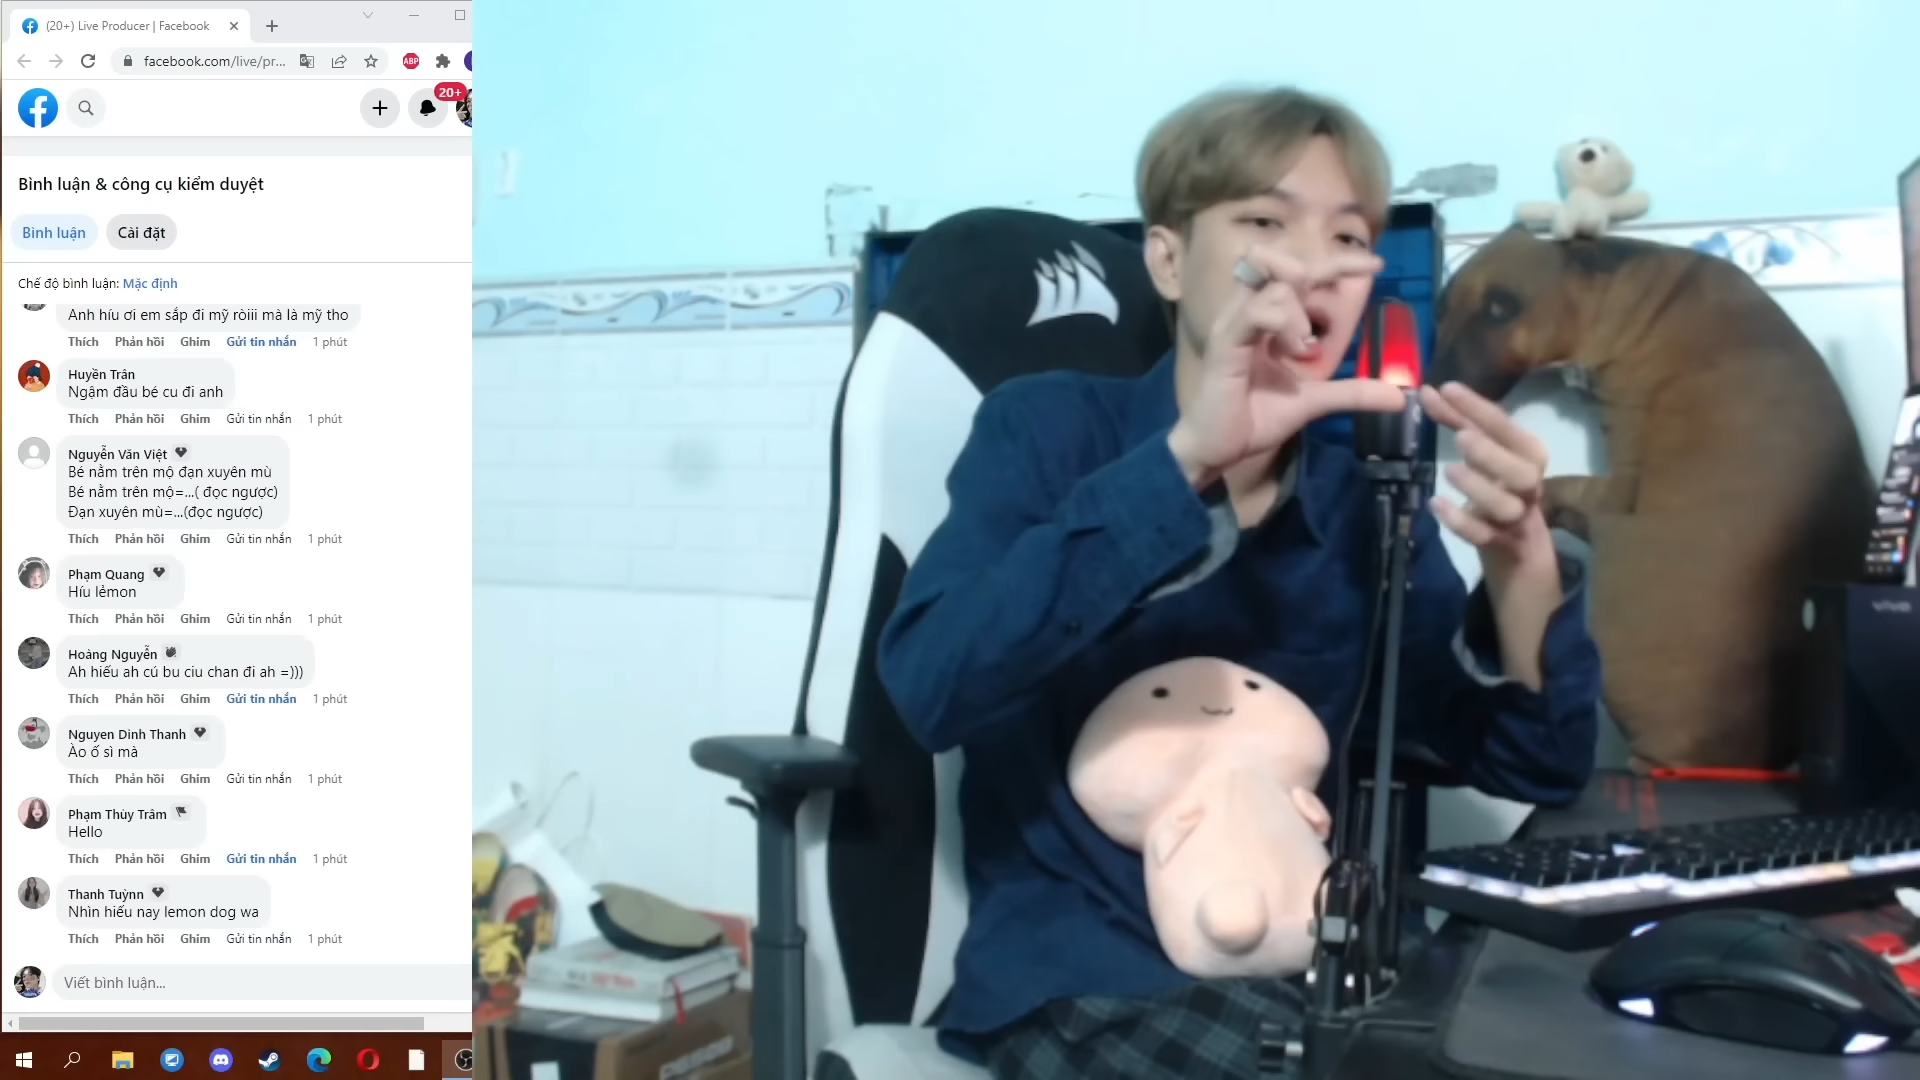 (20+) Live Producer | Facebook
facebook.com/live/pr...
ABP
20+
Bình luận & công cụ kiểm duyệt
Bình luận
Cài đặt
Chế độ bình luận: Mặc định
Anh híu ơi em sắp đi mỹ ròiii mà là mỹ tho
Thích Phản hồi Ghim Gửi tin nhắn 1 phút
Huyền Trân
Ngậm đầu bé cu đi anh
Thích Phản hồi Ghim Gửi tin nhắn 1 phút
Nguyễn Văn Việt
Bé nằm trên mộ đạn xuyên mù
Bé nằm trên mộ=...( đọc ngược)
Đạn xuyên mù=...(đọc ngược)
Thích Phản hồi Ghim Gửi tin nhắn 1 phút
Phạm Quang
Híu lẻmon
Thích Phản hồi Ghim Gửi tin nhắn 1 phút
Hoàng Nguyễn
Ah hiếu ah cú bu ciu chan đi ah =)))
Thích Phản hồi Ghim Gửi tin nhắn 1 phút
Nguyen Dinh Thanh
Ào ố sì mà
Thích Phản hồi Ghim Gửi tin nhắn 1 phút
Phạm Thùy Trâm
Hello
Thích Phản hồi Ghim Gửi tin nhắn 1 phút
Thanh Tuỳnn
Nhìn hiếu nay lemon dog wa
Thích Phản hồi Ghim Gửi tin nhắn 1 phút
Viết bình luận...